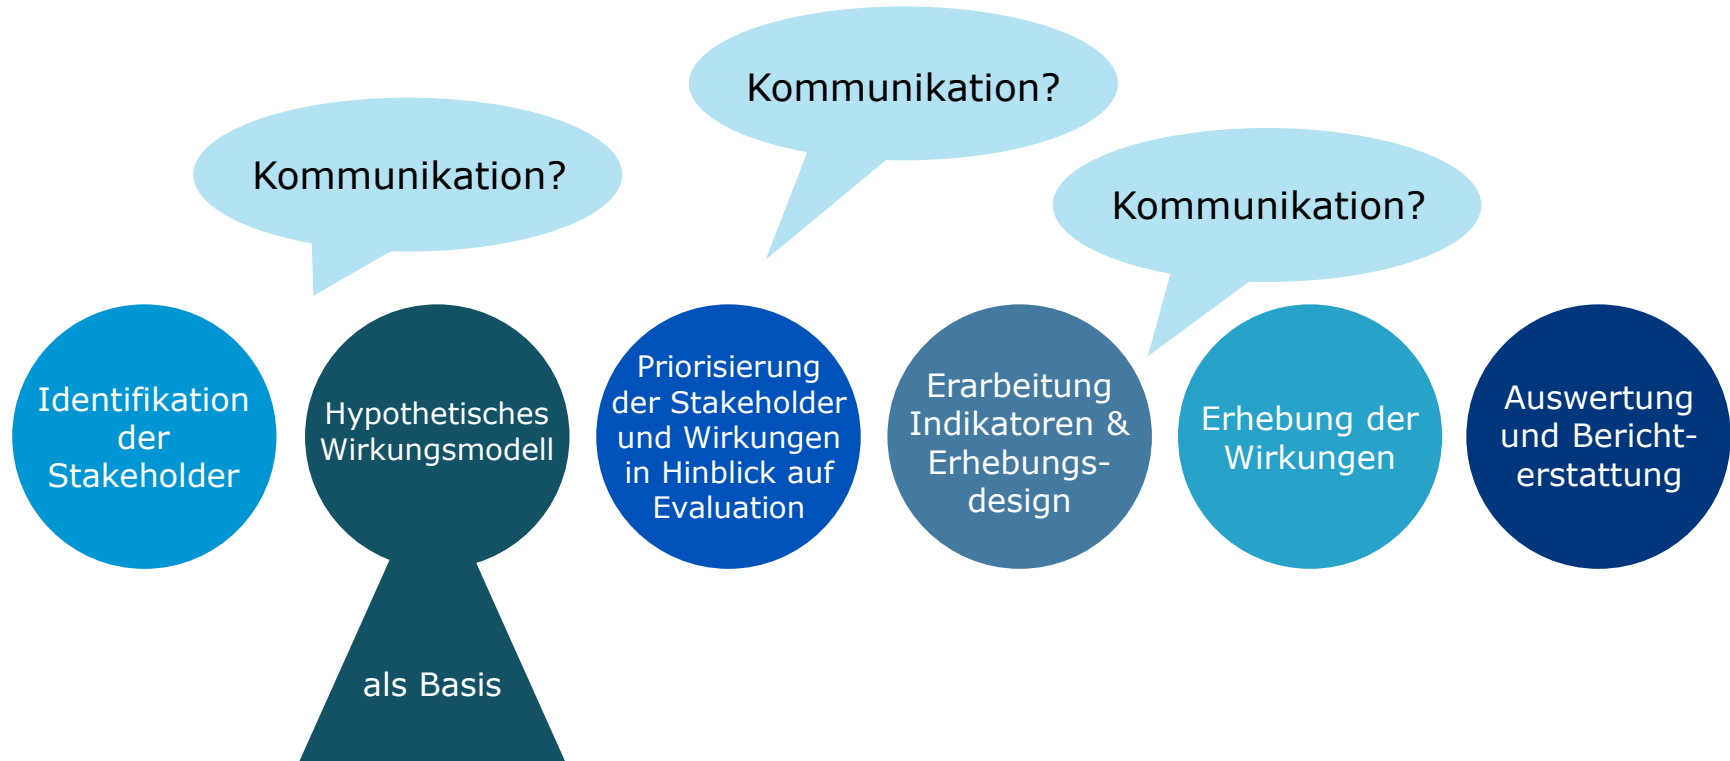 Kommunikation?
Kommunikation?
Kommunikation?
Identifikation
der
Stakeholder
Hypothetisches
Wirkungsmodell
als Basis
Priorisierung
der Stakeholder
und Wirkungen
in Hinblick auf
Evaluation
Erarbeitung
Indikatoren &
Erhebungs-
design
Erhebung der
Wirkungen
Auswertung
und Bericht-
erstattung